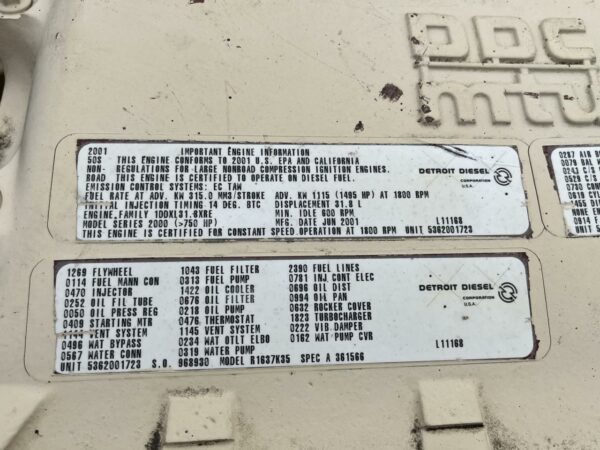 DDC
mtu
2001 IMPORTANT ENGINE INFORMATION
50S THIS ENGINE CONFORMS TO 2001 U.S. EPA AND CALIFORNIA
NON- REGULATIONS FOR LARGE NONROAD COMPRESSION IGNITION ENGINES.
ROAD THIS ENGINE IS CERTIFIED TO OPERATE ON DIESEL FUEL.
EMISSION CONTROL SYSTEMS: EC TAW
FUEL RATE AT ADV. KW 315.0 MM3/STROKE ADV. KW 1115 (1495 HP) AT 1800 RPM
INITIAL INJECTION TIMING 14 DEG. BTC DISPLACEMENT 31.8 L
ENGINE FAMILY 1DDXL31.8XRE MIN. IDLE 600 RPM
MODEL SERIES 2000 (>750 HP) MFG. DATE JUN 2001 L11168
THIS ENGINE IS CERTIFIED FOR CONSTANT SPEED OPERATION AT 1800 RPM UNIT 5362001723
DETROIT DIESEL
CORPORATION
U.S.A.
0287 AIR
0243 C/S
1269 FLYWHEEL 1043 FUEL FILTER 2390 FUEL LINES
0114 FUEL MANN CON 0313 FUEL PUMP 0781 INJ CONT ELEC
0470 INJECTOR 1422 OIL COOLER 0696 OIL DIST
0252 OIL FIL TUBE 0676 OIL FILTER 0994 OIL PAN
0050 OIL PRESS REG 0218 OIL PUMP 0632 ROCKER COVER
0409 STARTING MTR 0476 THERMOSTAT 1823 TURBOCHARGER
VENT SYSTEM 1145 VENT SYSTEM 0222 VIB DAMPER
0496 WAT BYPASS 0234 WAT OTLT ELBO 0162 WAT PUMP CVR
0567 WATER CONN 0319 WATER PUMP L11168
UNIT 5362001723 S.O. 968930 MODEL R1637K35 SPEC A 361566
DETROIT DIESEL
CORPORATION
U.S.A.